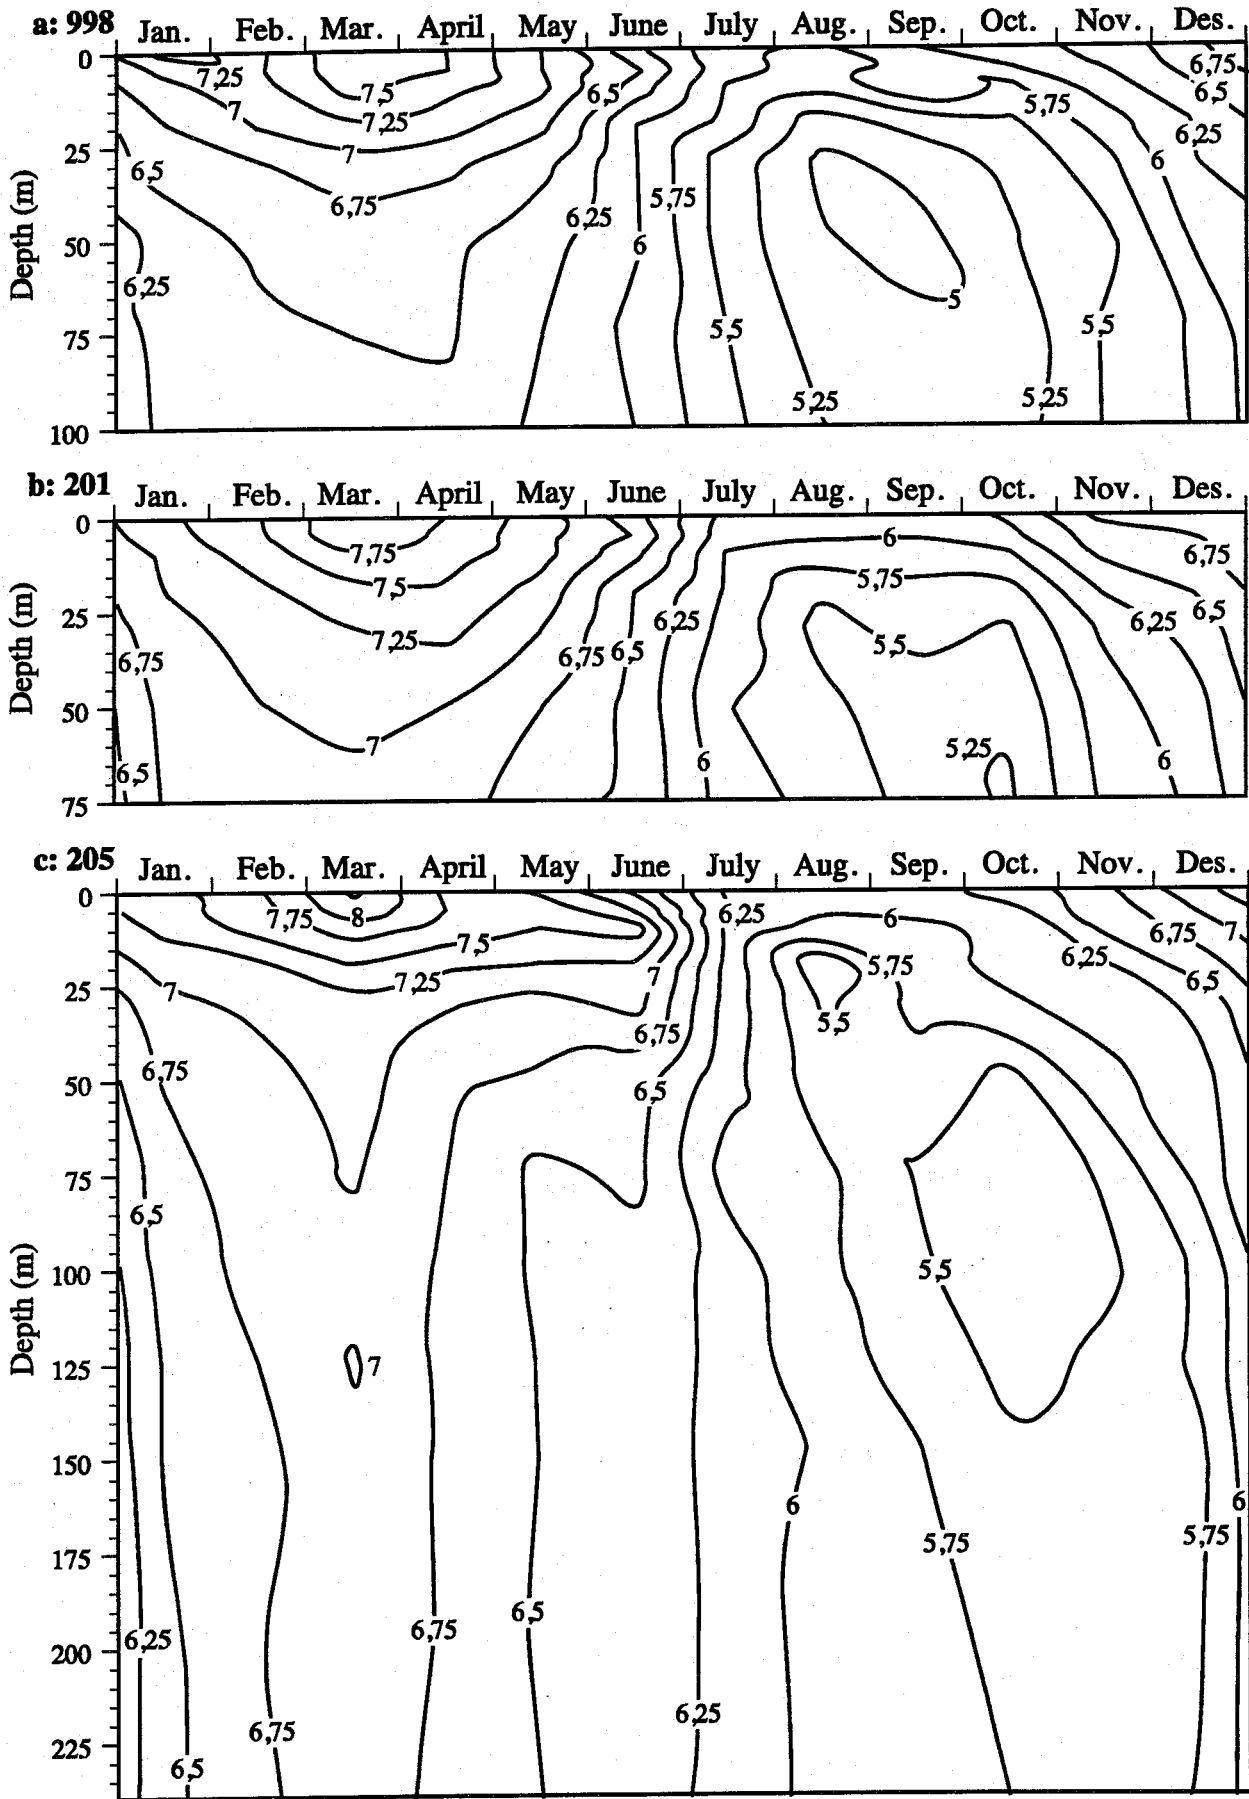 a: 998 Jan. Feb. Mar. April May June July Aug. Sep. Oct. Nov. Des.
0
7,25 7,5 6,5 5,75 6,75
7 7,25 6,5
25 7 6 6,25
6,5
6,75 6,25 5,75
50 6
6,25 5
75 5,5 5,5
5,25 5,25
100
Depth (m)
b: 201 Jan. Feb. Mar. April May June July Aug. Sep. Oct. Nov. Des.
0
7,75 6 6,75
7,5 5,75
25 7,25 6,25 5,5 6,25 6,5
6,75 6,75 6,5
50
7 6 5,25 6
6,5
75
Depth (m)
c: 205 Jan. Feb. Mar. April May June July Aug. Sep. Oct. Nov. Des.
0
7,75 8 6,25 6 6,75 7
7,5 6,25
25 7 7,25 7 5,75 6,5
5,5
6,75 6,75
50 6,5
75
6,5
100 5,5
125 7
150
6
175 5,75 5,75 6
6,5
200 6,25 6,75
6,25
225 6,75
6,5
Depth (m)